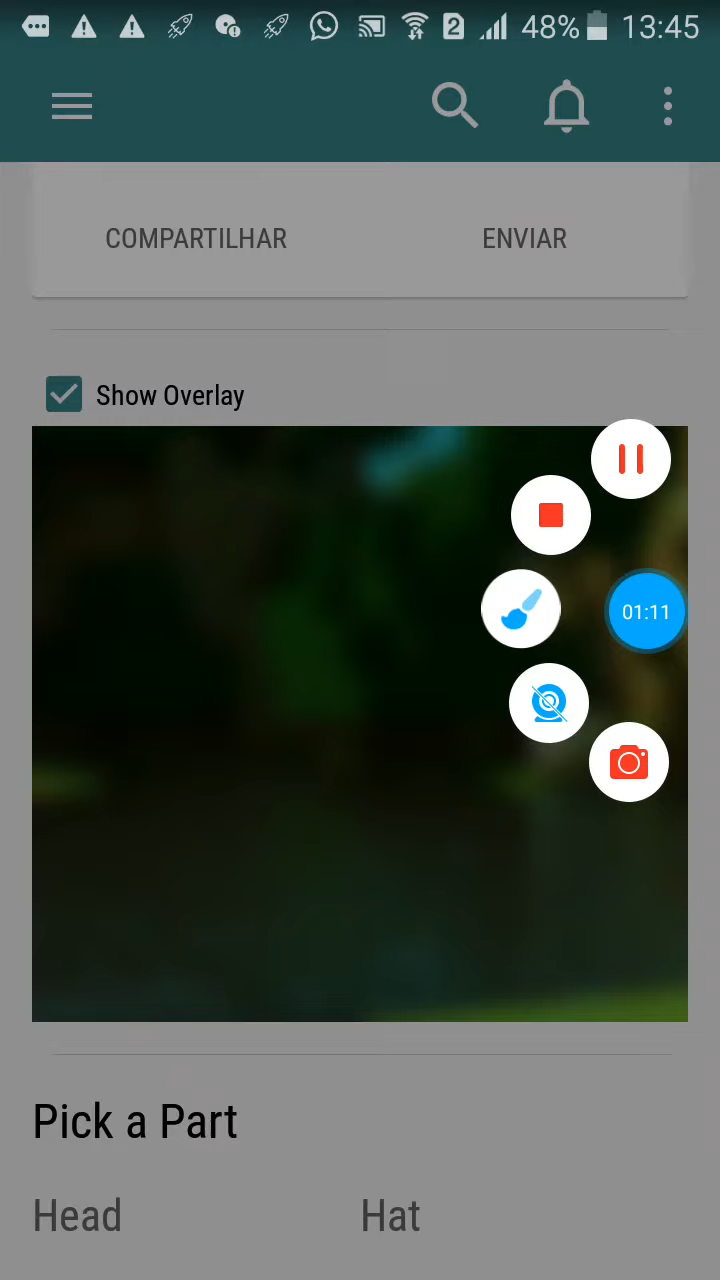 2 48% 13:45
COMPARTILHAR ENVIAR
Show Overlay
01:11
Pick a Part
Head Hat